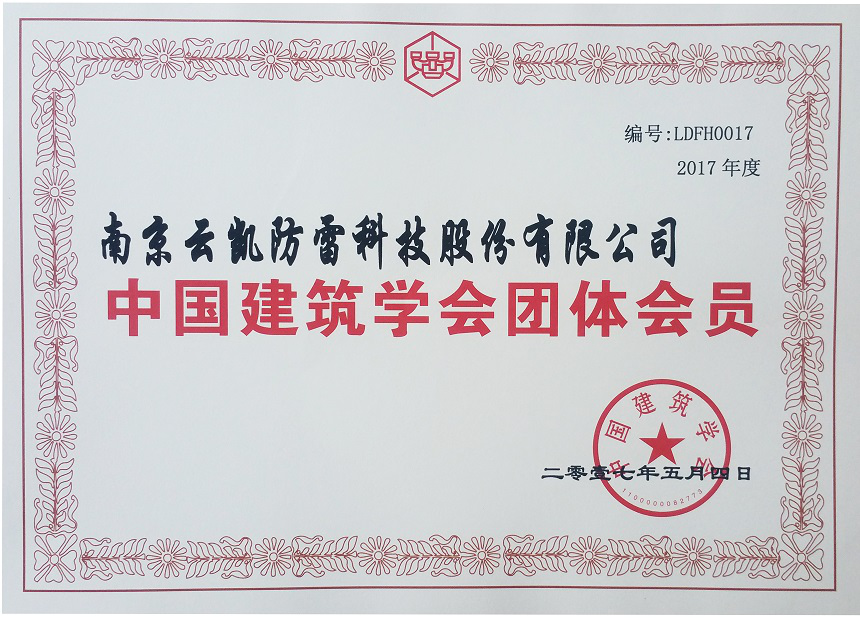 编号:LDFH0017
2017年度
南京云凯防雷科技股份有限公司
中国建筑学会团体会员
中国建筑学会
二零壹七年五月四日
1100000082773